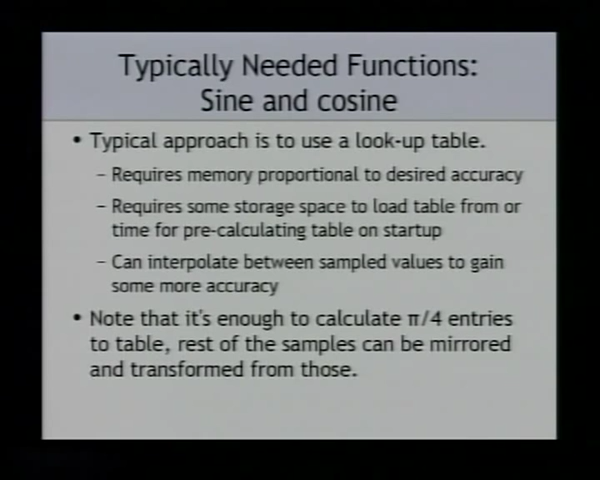 Typically Needed Functions:
Sine and cosine
• Typical approach is to use a look-up table.
– Requires memory proportional to desired accuracy
– Requires some storage space to load table from or
time for pre-calculating table on startup
– Can interpolate between sampled values to gain
some more accuracy
• Note that it's enough to calculate π/4 entries
to table, rest of the samples can be mirrored
and transformed from those.